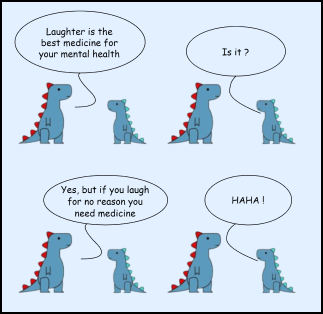 Laughter is the
best medicine for
your mental health
Is it ?
Yes, but if you laugh
for no reason you
need medicine
HAHA !